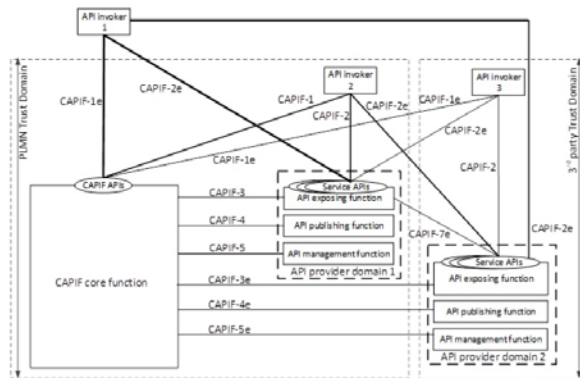 API invoker
1
PLMN Trust Domain
3rd party Trust Domain
API invoker
2
API invoker
3
CAPIF-1e
CAPIF-2e
CAPIF-1
CAPIF-2
CAPIF-2e
CAPIF-1e
CAPIF-2e
CAPIF-1e
CAPIF-2
CAPIF APIs
Service APIs
CAPIF-3
API exposing function
CAPIF-4
API publishing function
CAPIF-7e
CAPIF-2e
CAPIF-5
API management function
CAPIF core function
API provider domain 1
Service APIs
CAPIF-3e
API exposing function
CAPIF-4e
API publishing function
CAPIF-5e
API management function
API provider domain 2